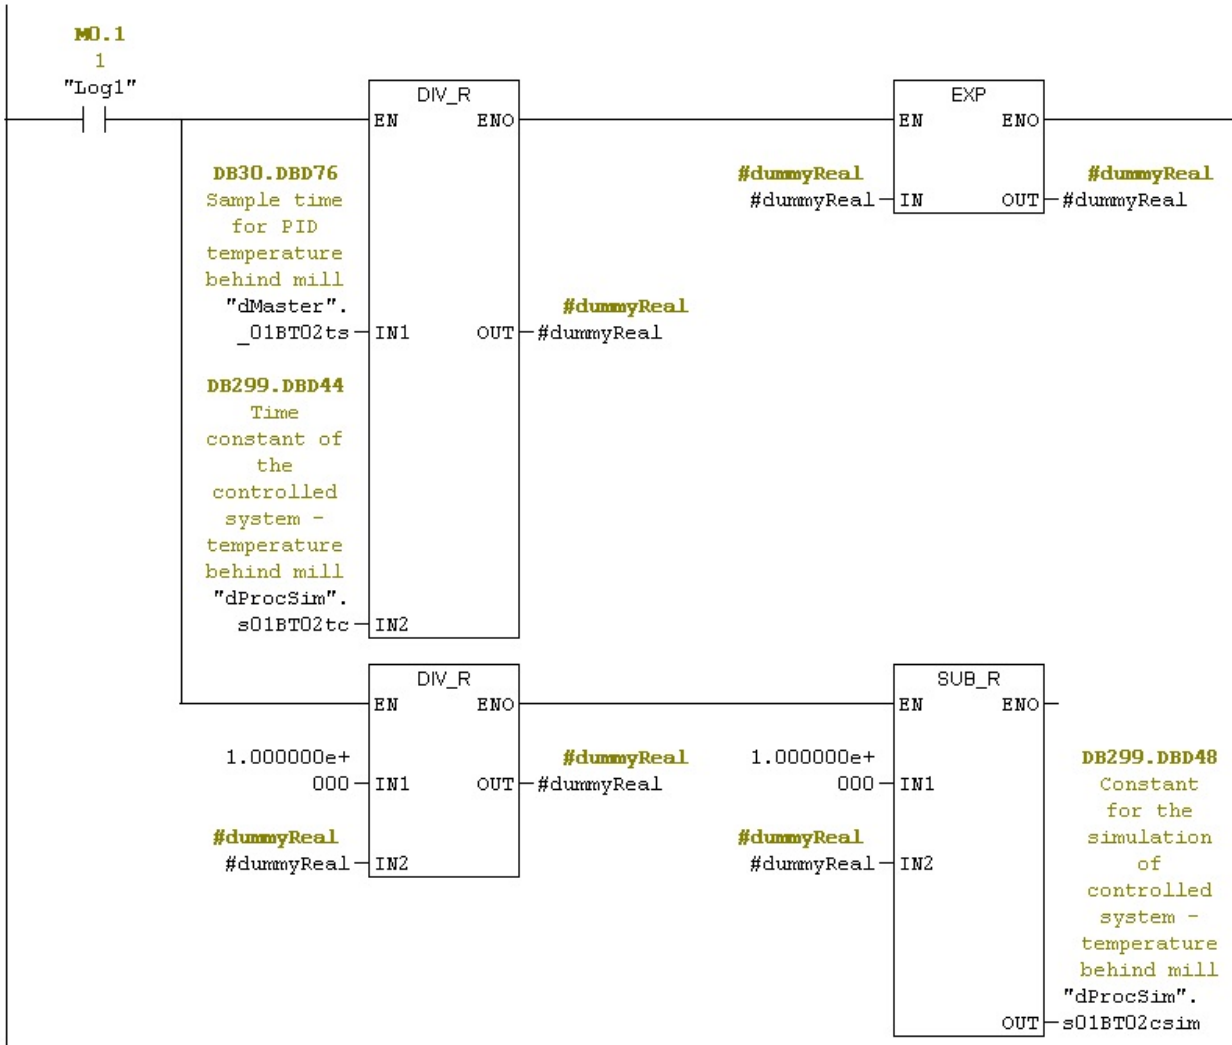 M0.1
1
"Log1"
DIV_R
EN ENO
DB30.DBD76
Sample time
for PID
temperature
behind mill
"dMaster".
_01BT02ts
IN1
OUT
#dummyReal
#dummyReal
DB299.DBD44
Time
constant of
the
controlled
system -
temperature
behind mill
"dProcSim".
s01BT02tc
IN2
EXP
EN ENO
#dummyReal
#dummyReal
IN
OUT
#dummyReal
#dummyReal
DIV_R
EN ENO
1.000000e+
000
IN1
OUT
#dummyReal
#dummyReal
#dummyReal
#dummyReal
IN2
SUB_R
EN ENO
1.000000e+
000
IN1
#dummyReal
#dummyReal
IN2
DB299.DBD48
Constant
for the
simulation
of
controlled
system -
temperature
behind mill
"dProcSim".
OUT
s01BT02csim